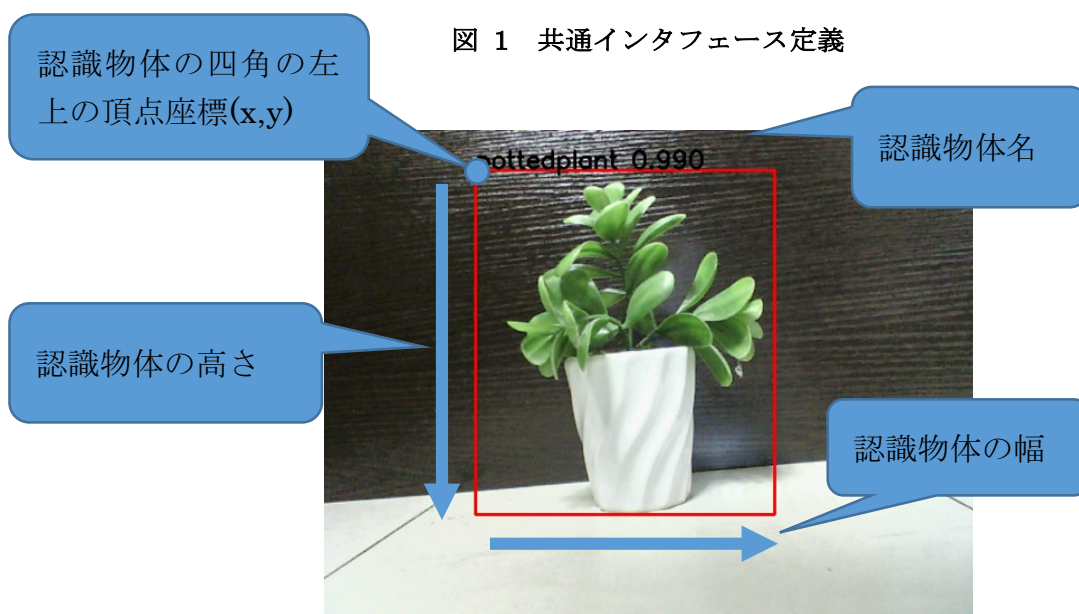 図 1 共通インタフェース定義
認識物体の四角の左
上の頂点座標(x,y)
認識物体名
pottedplant 0.990
認識物体の高さ
認識物体の幅